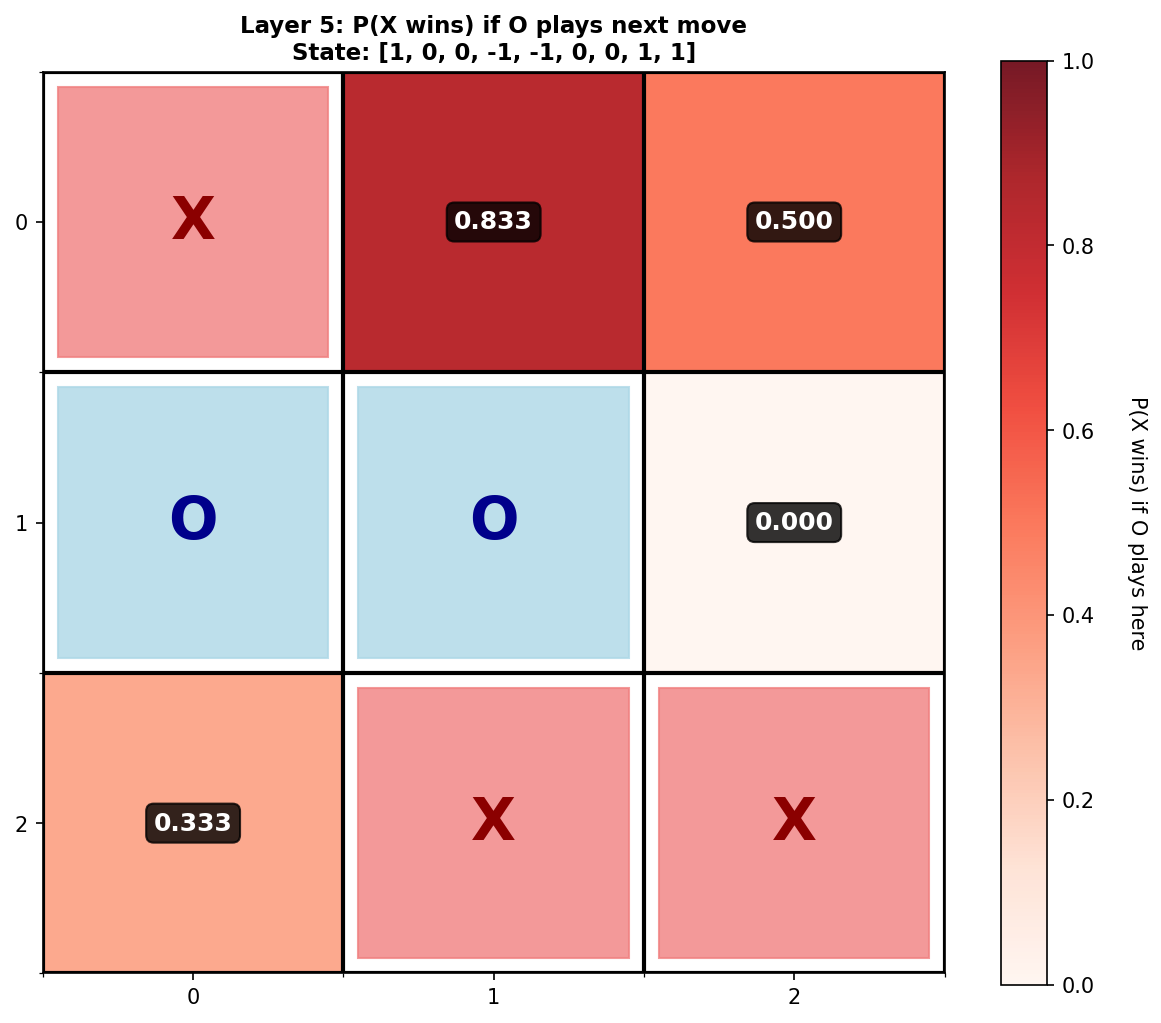 Layer 5: P(X wins) if O plays next move
State: [1, 0, 0, -1, -1, 0, 0, 1, 1]
0
X
0.833
0.500
1
O
O
0.000
2
0.333
X
X
0
1
2
1.0
0.8
0.6
0.4
0.2
0.0
P(X wins) if O plays here